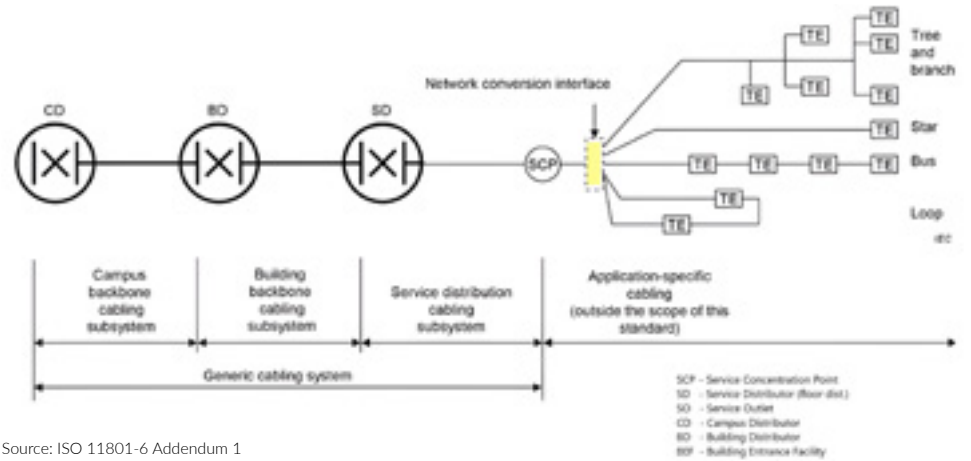 CD
BD
SD
Network conversion interface
SCP
TE
TE
TE
TE
TE
TE
TE
Tree
and
branch
TE
Star
TE
TE
TE
TE
Bus
TE
TE
Loop
IEC
Campus
backbone
cabling
subsystem
Building
backbone
cabling
subsystem
Service distribution
cabling
subsystem
Application-specific
cabling
(outside the scope of this
standard)
Generic cabling system
SCP - Service Concentration Point
SD - Service Distributor (floor dist.)
SO - Service Outlet
CD - Campus Distributor
BD - Building Distributor
BEF - Building Entrance Facility
Source: ISO 11801-6 Addendum 1